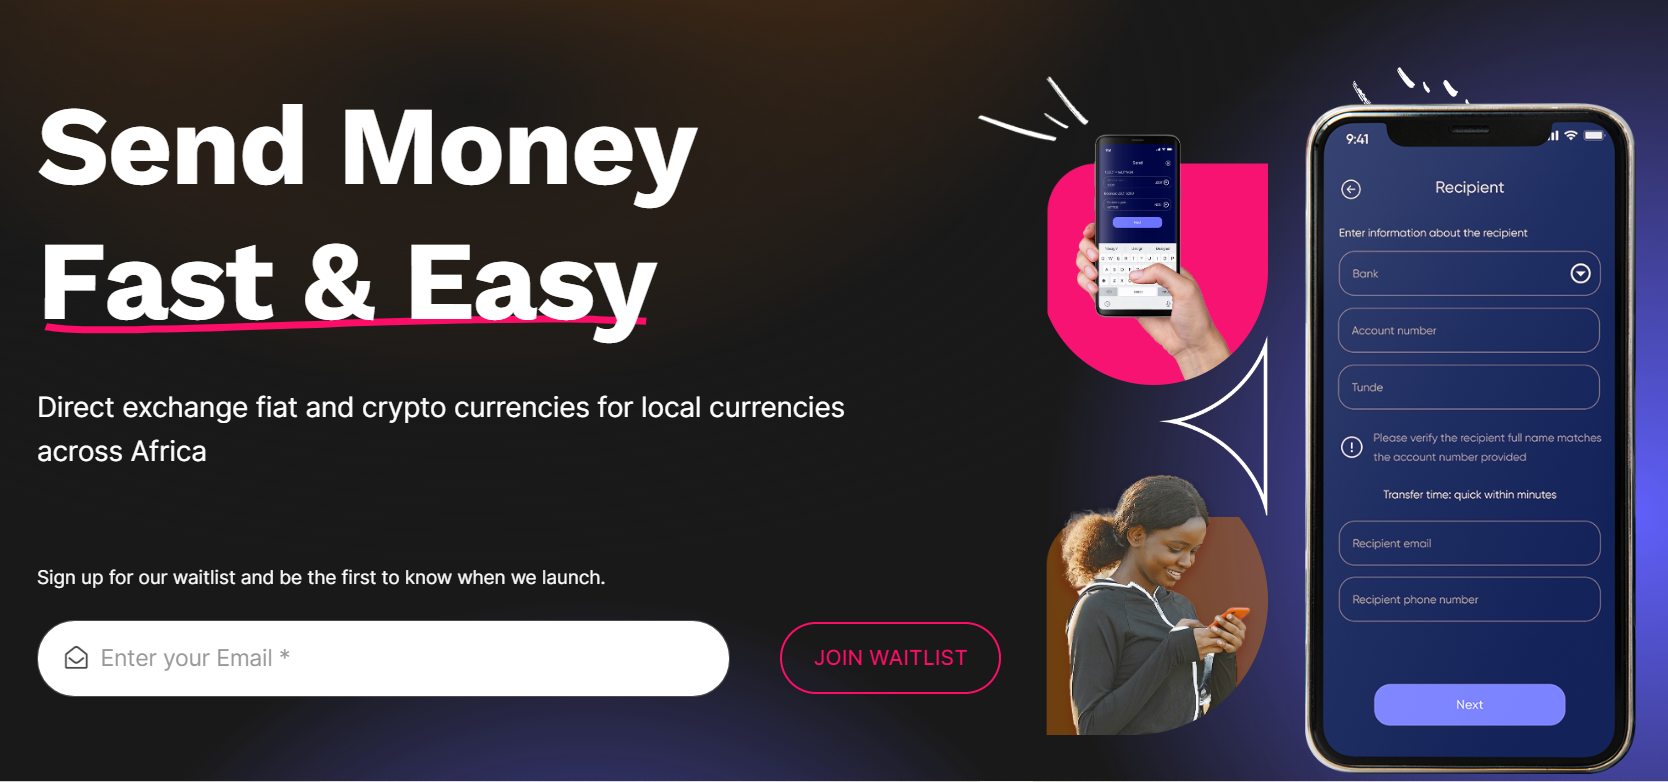 Send Money
Fast & Easy
Direct exchange fiat and crypto currencies for local currencies
across Africa
Sign up for our waitlist and be the first to know when we launch.
Enter your Email *
JOIN WAITLIST
Send
Next
9:41
Recipient
Enter information about the recipient
Bank
Account number
Tunde
Please verify the recipient full name matches
the account number provided
Transfer time: quick within minutes
Recipient email
Recipient phone number
Next